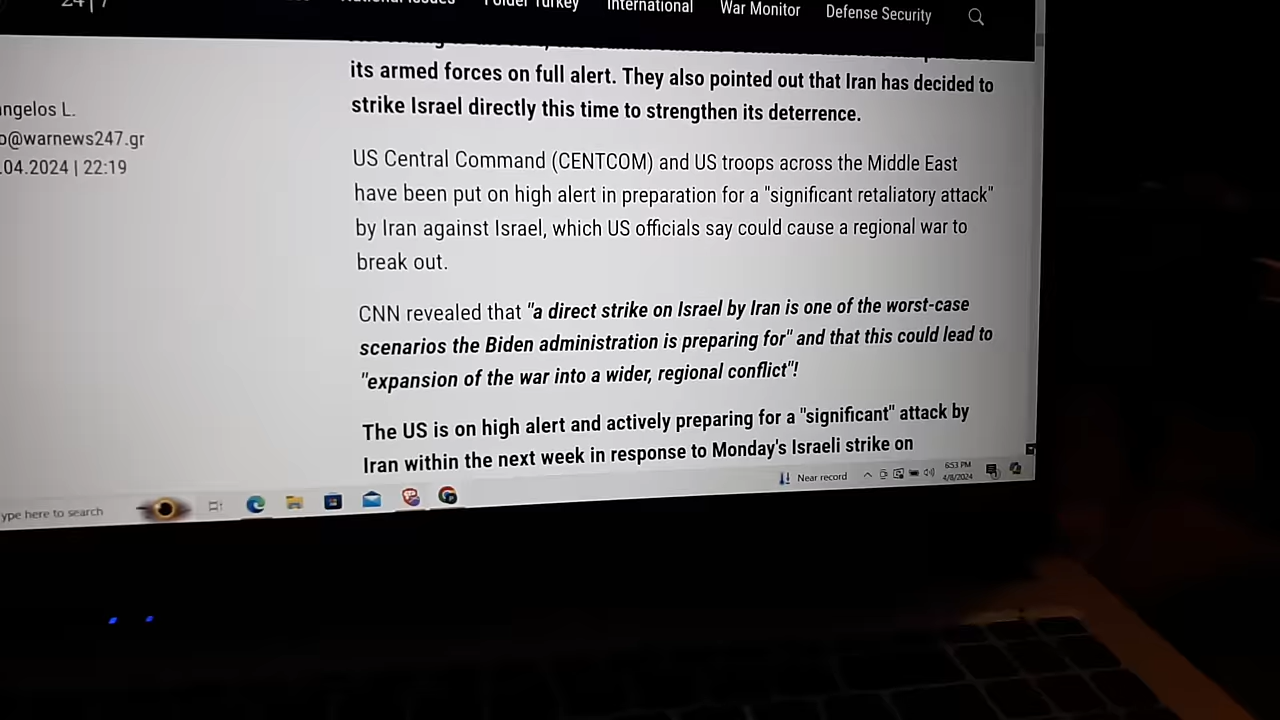 24|7
Folder Turkey
International
War Monitor
Defense Security
its armed forces on full alert. They also pointed out that Iran has decided to
strike Israel directly this time to strengthen its deterrence.
ngelos L.
o@warnews247.gr
.04.2024 | 22:19
US Central Command (CENTCOM) and US troops across the Middle East
have been put on high alert in preparation for a "significant retaliatory attack"
by Iran against Israel, which US officials say could cause a regional war to
break out.
CNN revealed that "a direct strike on Israel by Iran is one of the worst-case
scenarios the Biden administration is preparing for" and that this could lead to
"expansion of the war into a wider, regional conflict"!
The US is on high alert and actively preparing for a "significant" attack by
Iran within the next week in response to Monday's Israeli strike on
ype here to search
Near record
6:53 PM
4/8/2024